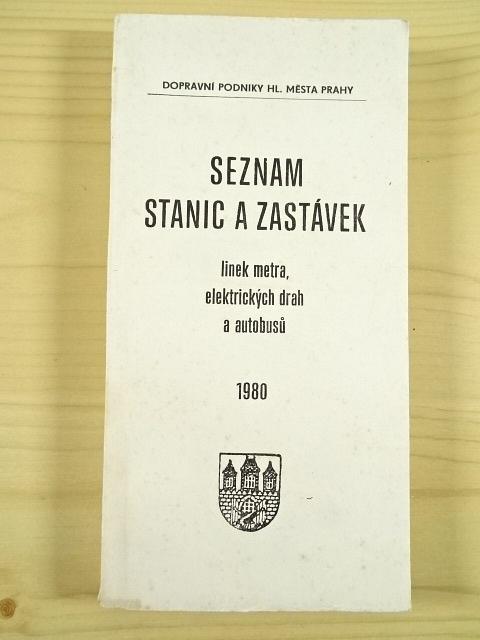 DOPRAVNÍ PODNIKY HL. MĚSTA PRAHY
SEZNAM
STANIC A ZASTÁVEK
linek metra,
elektrických drah
a autobusů
1980